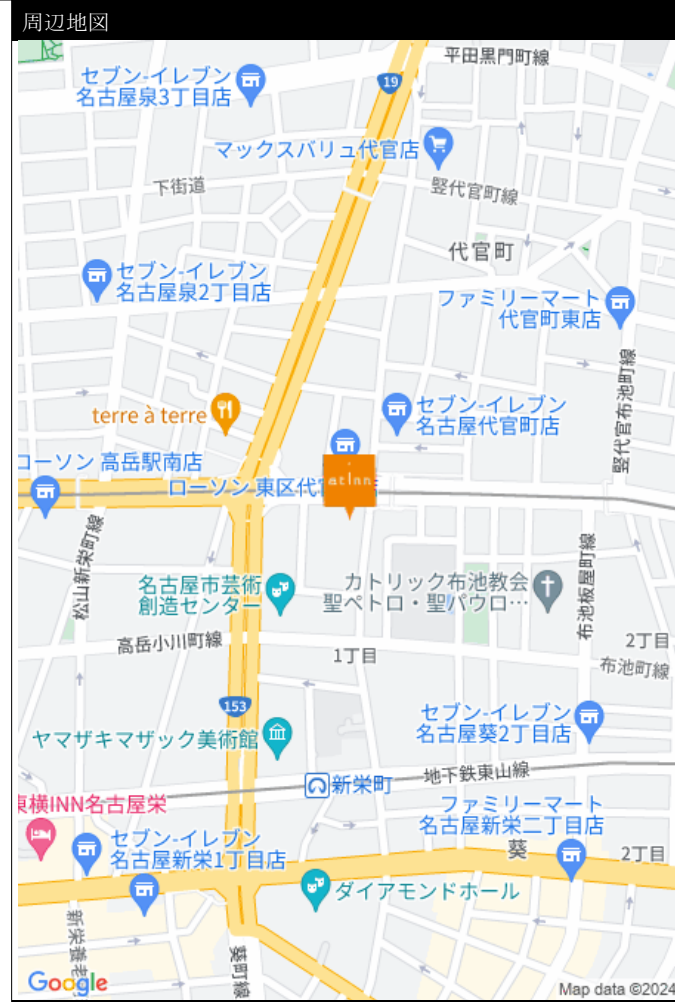 周辺地図
平田黒門町線
セブン-イレブン
名古屋泉3丁目店
19
マックスバリュ代官店
下街道
竪代官町線
代官町
セブン-イレブン
名古屋泉2丁目店
ファミリーマート
代官町東店
竪代官布池町線
terre à terre
セブン-イレブン
名古屋代官町店
ローソン 高岳駅南店
ローソン 東区代官
at inn
店
松山新栄町線
名古屋市芸術
創造センター
カトリック布池教会
聖ペトロ・聖パウロ…
布池板屋町線
高岳小川町線
1丁目
2丁目
布池町線
153
セブン-イレブン
名古屋葵2丁目店
ヤマザキマザック美術館
地下鉄東山線
新栄町
東横INN名古屋栄
ファミリーマート
名古屋新栄二丁目店
セブン-イレブン
名古屋新栄1丁目店
葵
2丁目
ダイアモンドホール
新栄養老
葵町線
Google
Map data ©2024